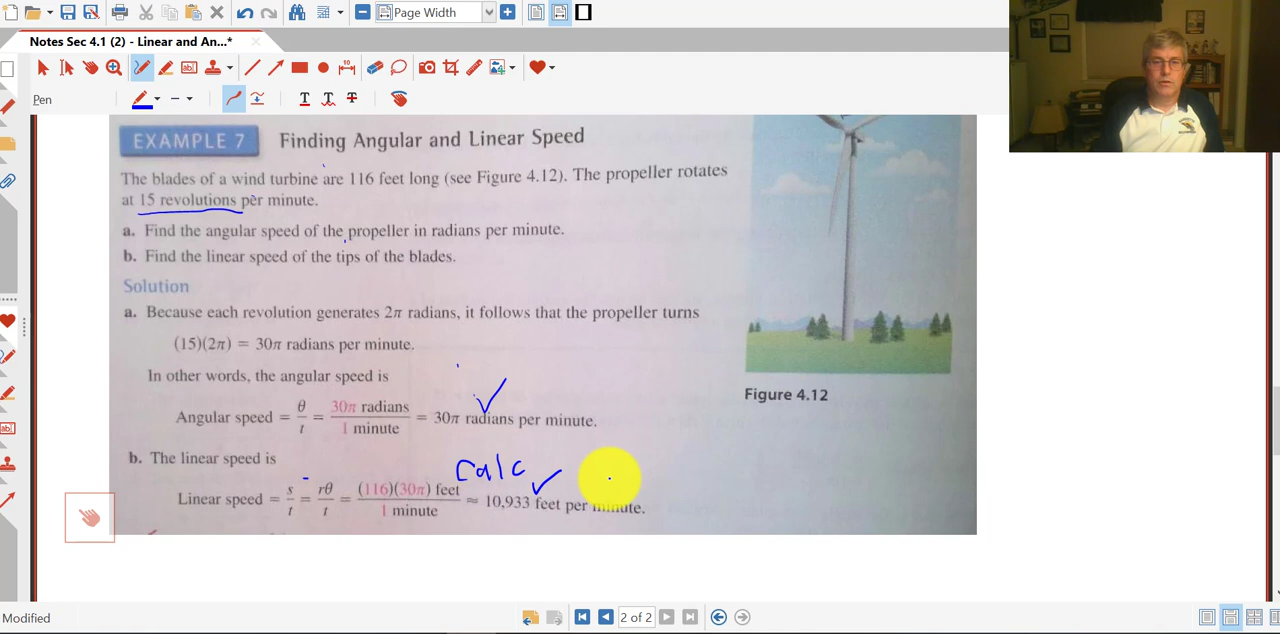 Page Width
Notes Sec 4.1 (2) - Linear and An...*
Pen
EXAMPLE 7 Finding Angular and Linear Speed
The blades of a wind turbine are 116 feet long (see Figure 4.12). The propeller rotates
at 15 revolutions per minute.
a. Find the angular speed of the propeller in radians per minute.
b. Find the linear speed of the tips of the blades.
Solution
a. Because each revolution generates 2π radians, it follows that the propeller turns
(15)(2π) = 30π radians per minute.
In other words, the angular speed is
Angular speed = θ/t = 30π radians/1 minute = 30π radians per minute.
b. The linear speed is
Calc
Linear speed = s/t = rθ/t = (116)(30π) feet/1 minute ≈ 10,933 feet per minute.
Figure 4.12
Modified
2 of 2